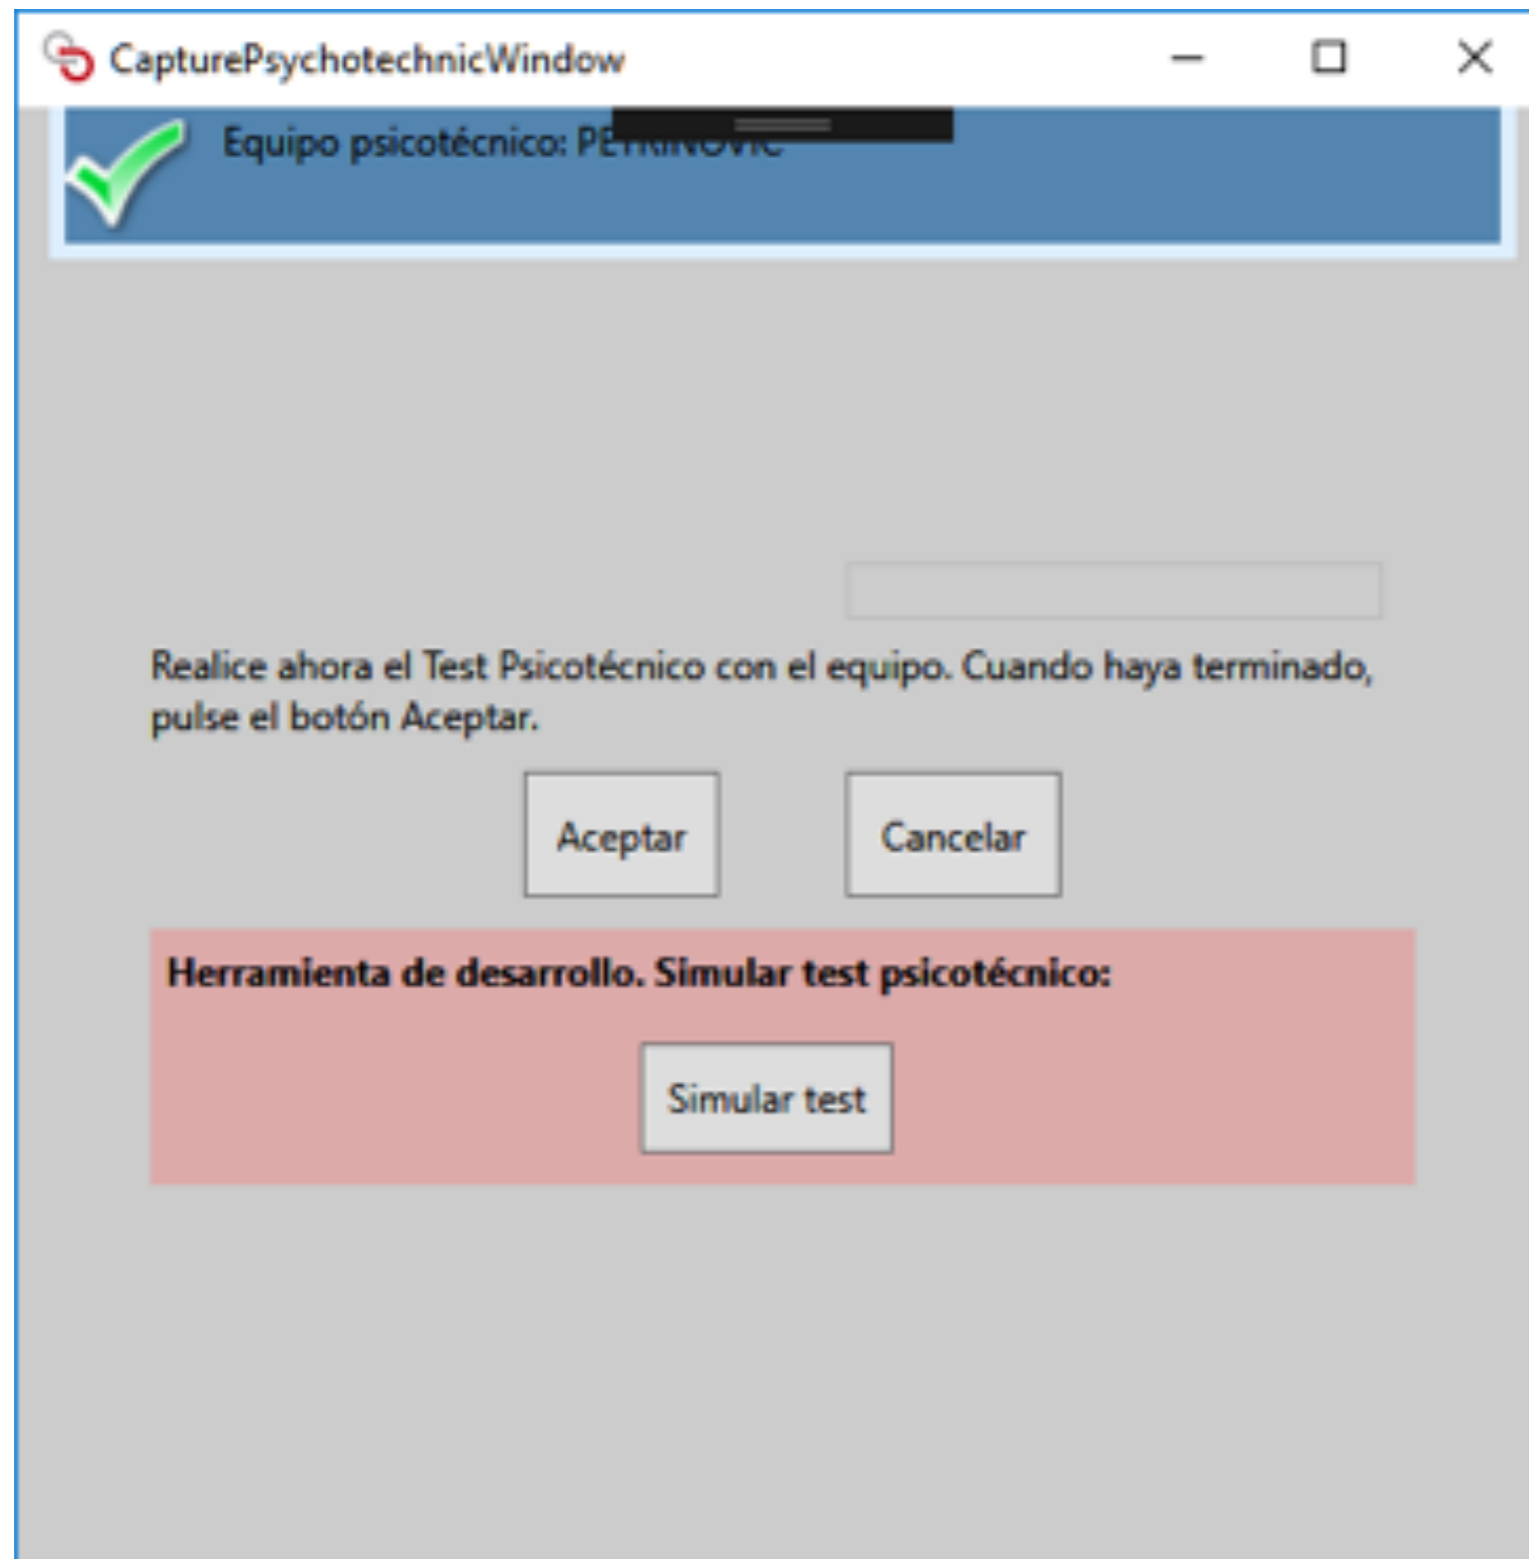 CapturePsychotechnicWindow
Equipo psicotécnico: PETRINOVIC
Realice ahora el Test Psicotécnico con el equipo. Cuando haya terminado,
pulse el botón Aceptar.
Aceptar
Cancelar
Herramienta de desarrollo. Simular test psicotécnico:
Simular test